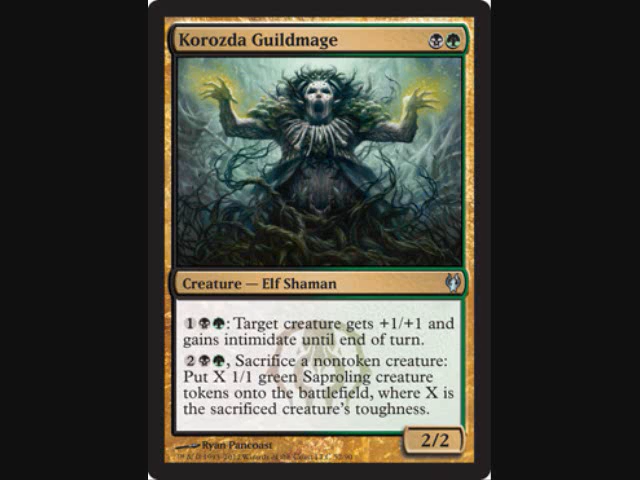 Korozda Guildmage
Creature — Elf Shaman
1 : Target creature gets +1/+1 and
gains intimidate until end of turn.
2 , Sacrifice a nontoken creature:
Put X 1/1 green Saproling creature
tokens onto the battlefield, where X is
the sacrificed creature's toughness.
2/2
Ryan Pancoast